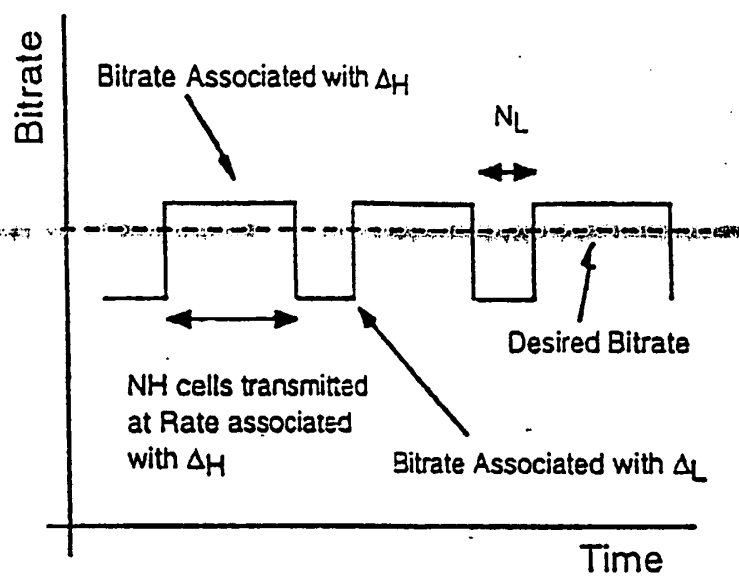 Bitrate
Bitrate Associated with ΔH
NL
Desired Bitrate
NH cells transmitted
at Rate associated
with ΔH
Bitrate Associated with ΔL
Time